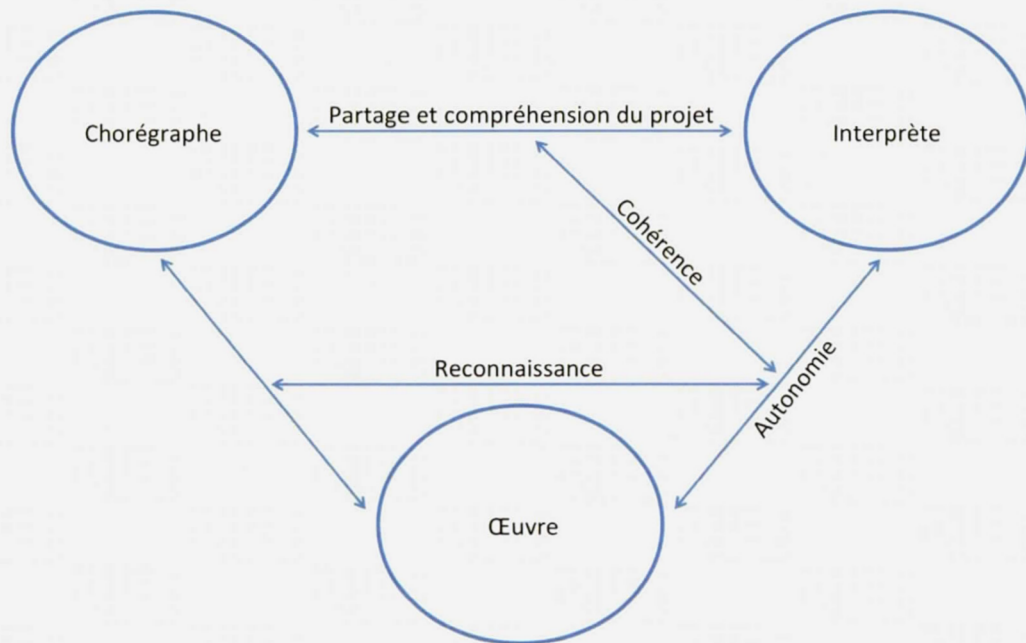 Partage et compréhension du projet
Chorégraphe
Interprète
Cohérence
Reconnaissance
Autonomie
Œuvre